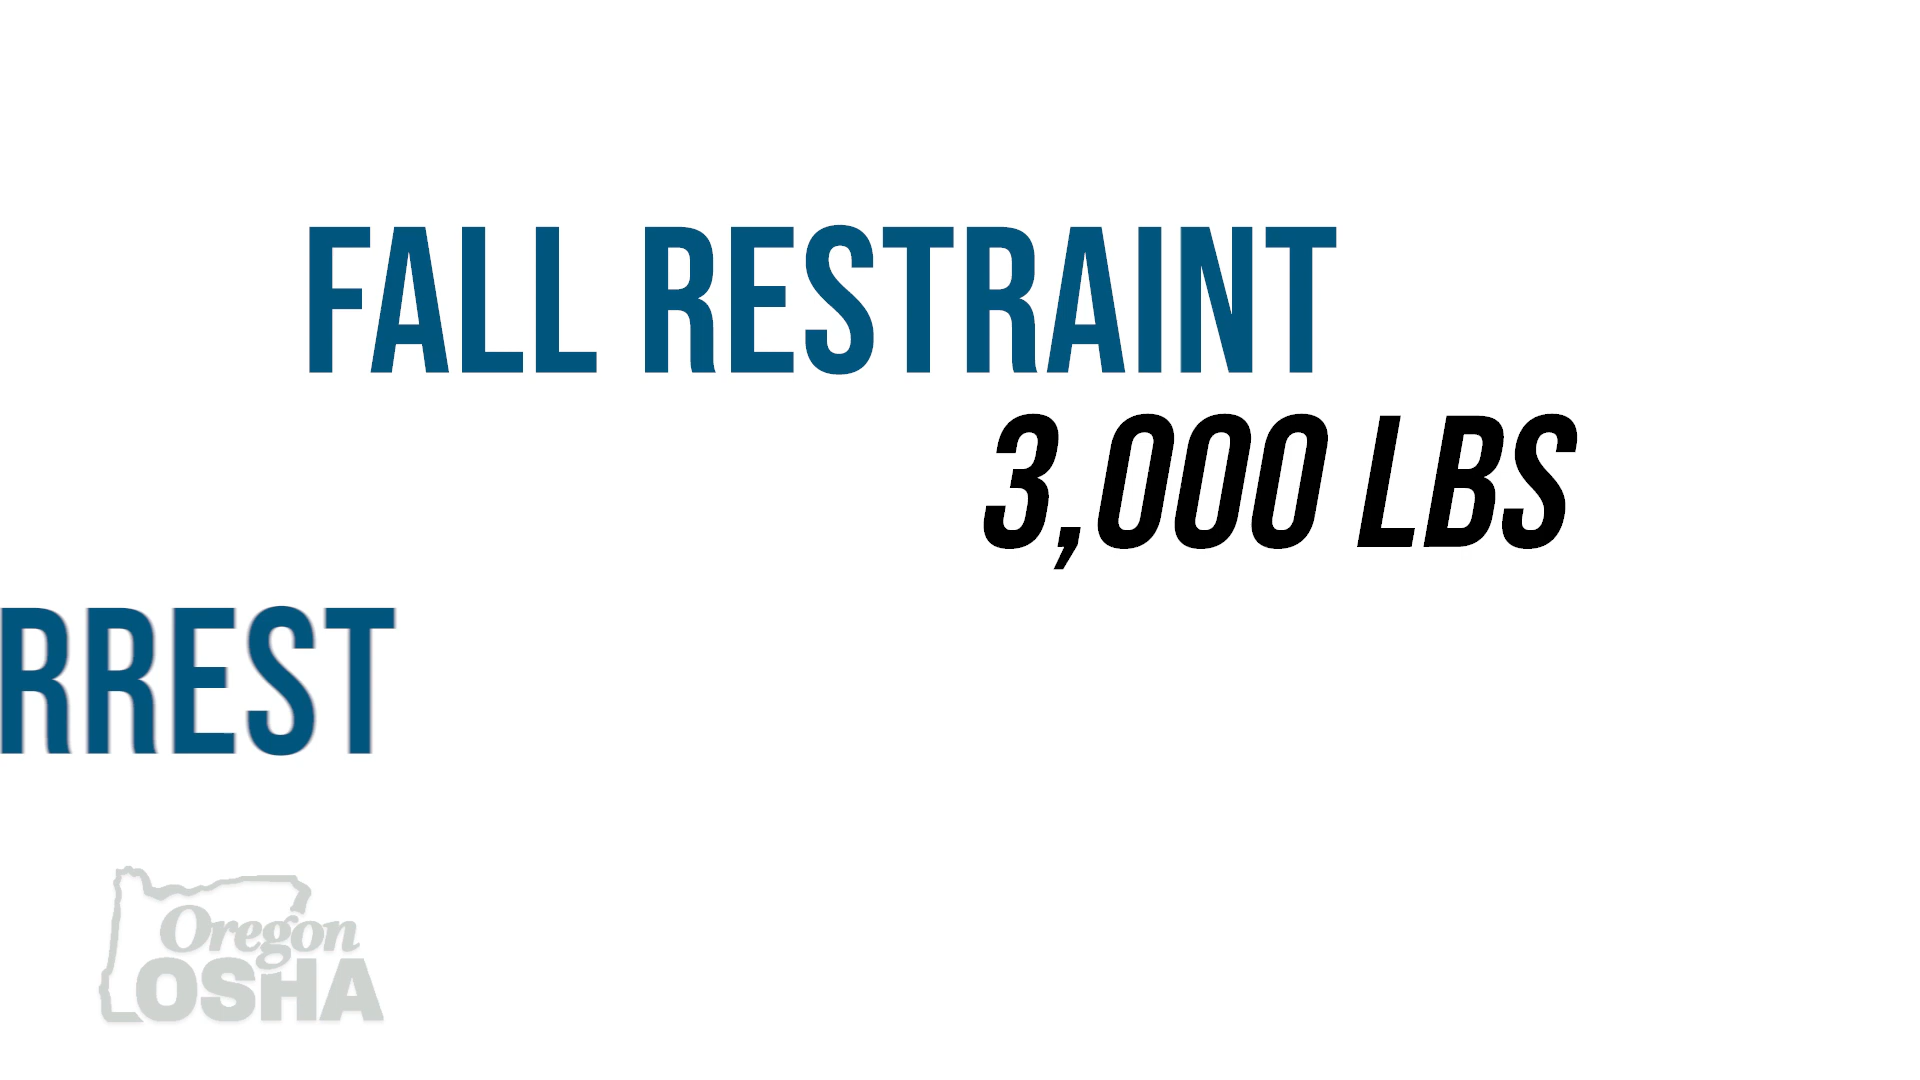 FALL RESTRAINT
3,000 LBS
RREST
Oregon
OSHA